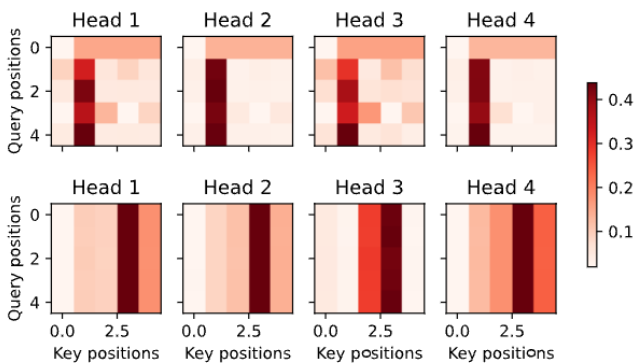 Head 1 Head 2 Head 3 Head 4
Query positions
0
2
4
0.4
0.3
0.2
0.1
Head 1 Head 2 Head 3 Head 4
Query positions
0
2
4
0.0 2.5 0.0 2.5 0.0 2.5 0.0 2.5
Key positions Key positions Key positions Key positions